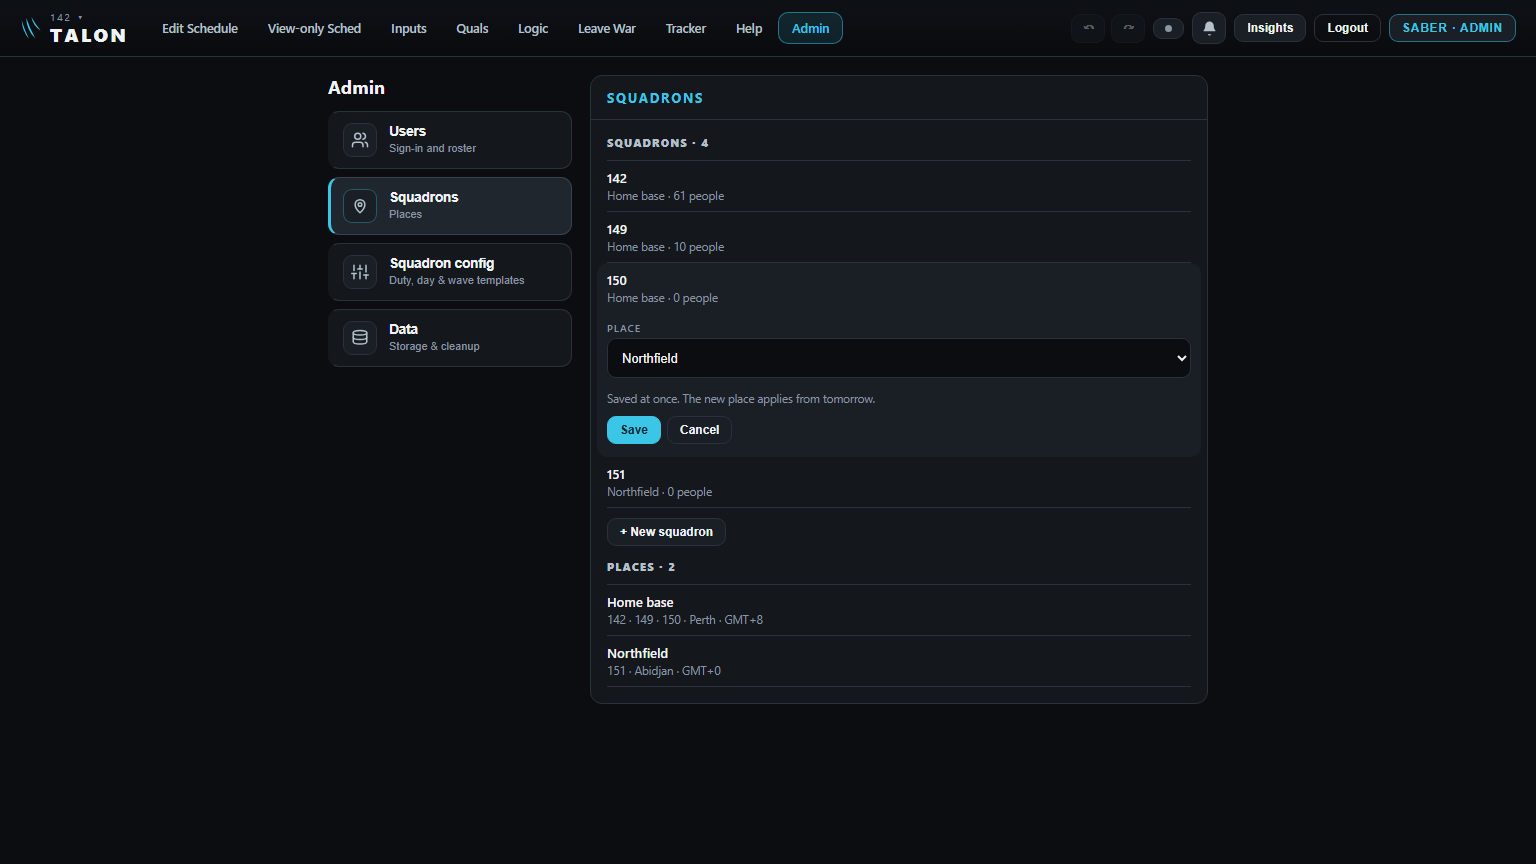 142 ▾
TALON
Edit Schedule
View-only Sched
Inputs
Quals
Logic
Leave War
Tracker
Help
Admin
Insights
Logout
SABER · ADMIN
Admin
Users
Sign-in and roster
Squadrons
Places
Squadron config
Duty, day & wave templates
Data
Storage & cleanup
SQUADRONS
SQUADRONS · 4
142
Home base · 61 people
149
Home base · 10 people
150
Home base · 0 people
PLACE
Northfield
Saved at once. The new place applies from tomorrow.
Save
Cancel
151
Northfield · 0 people
+ New squadron
PLACES · 2
Home base
142 · 149 · 150 · Perth · GMT+8
Northfield
151 · Abidjan · GMT+0